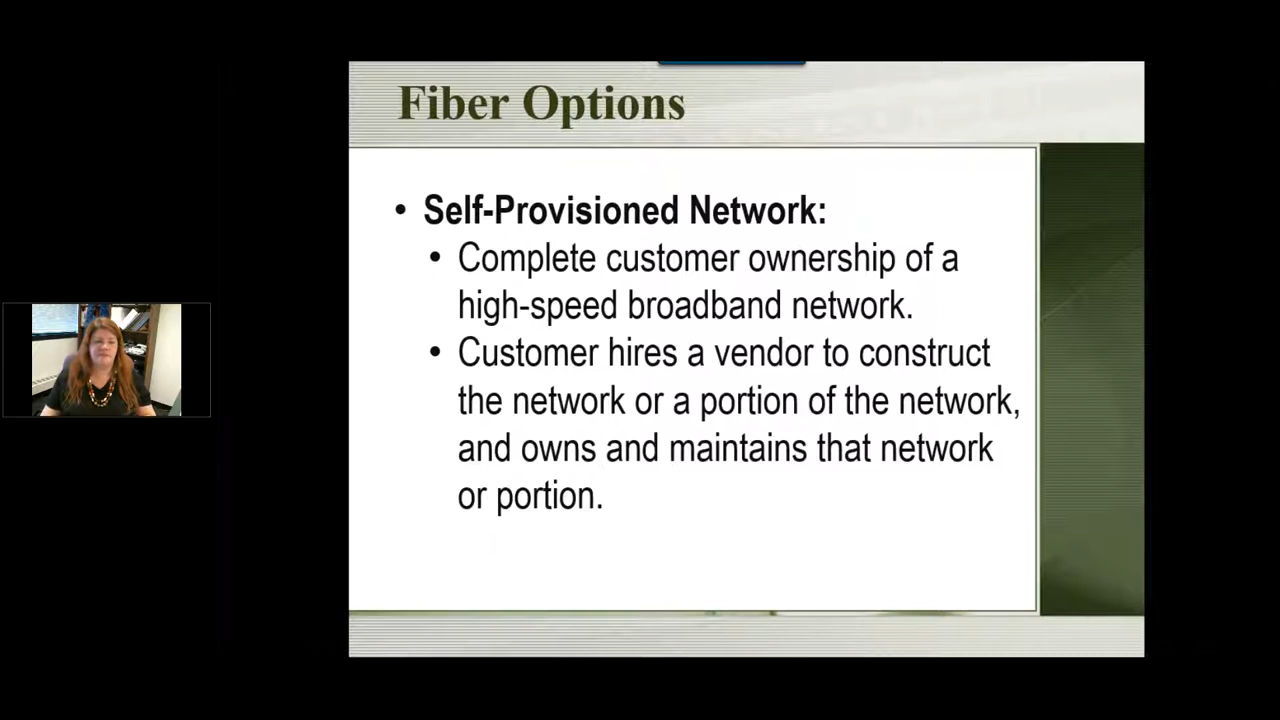 Fiber Options
• Self-Provisioned Network:
• Complete customer ownership of a
high-speed broadband network.
• Customer hires a vendor to construct
the network or a portion of the network,
and owns and maintains that network
or portion.